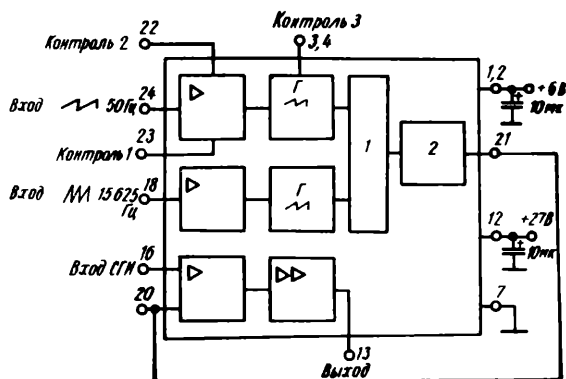 22
Контроль 3
3,4
Контроль 2
Г
1,2
+6В
10мк
24
Вход 50Гц
23
Контроль 1
1
2
21
18
Вход 15625 Гц
Г
12
+27В
10мк
16
Вход СГИ
20
7
13
Выход